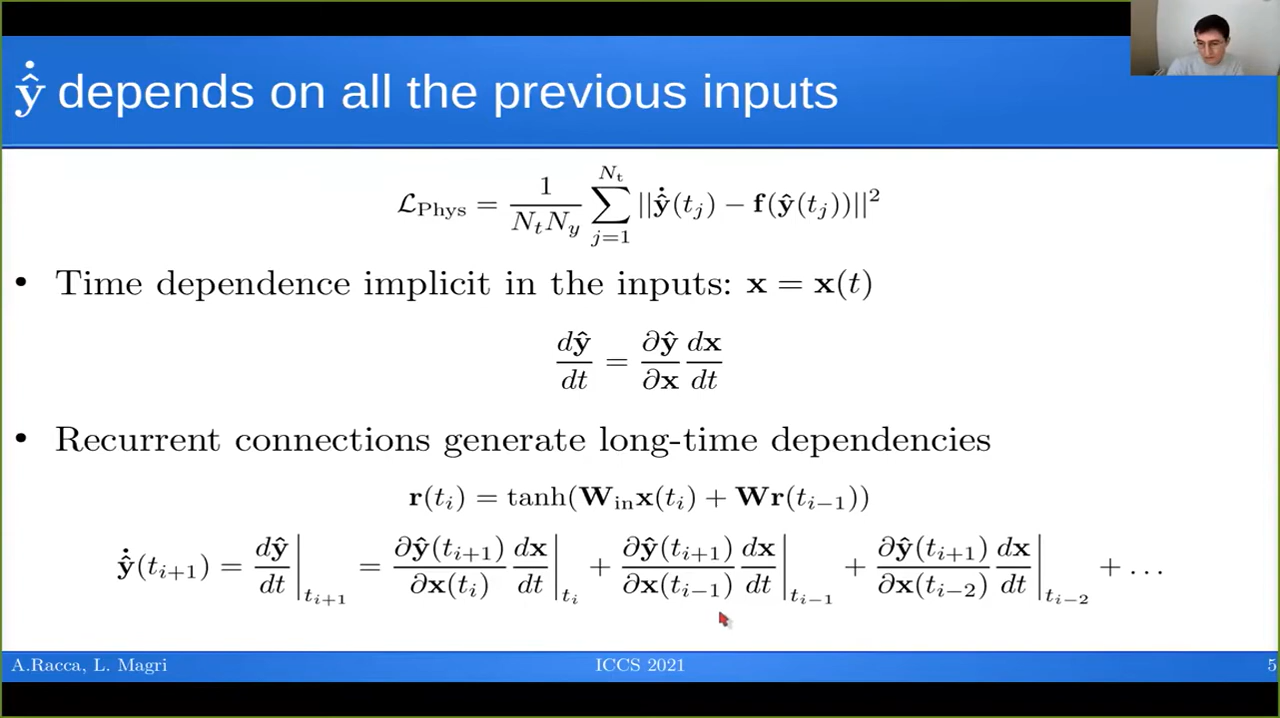 ẏ̂ depends on all the previous inputs
ℒ_Phys = 1/(N_t N_y) ∑_{j=1}^{N_t} ||ẏ̂(t_j) − f(ŷ(t_j))||²
• Time dependence implicit in the inputs: x = x(t)
dŷ/dt = ∂ŷ/∂x dx/dt
• Recurrent connections generate long-time dependencies
r(t_i) = tanh(W_in x(t_i) + Wr(t_{i−1}))
ẏ̂(t_{i+1}) = dŷ/dt |_{t_{i+1}} = ∂ŷ(t_{i+1})/∂x(t_i) dx/dt |_{t_i} + ∂ŷ(t_{i+1})/∂x(t_{i−1}) dx/dt |_{t_{i−1}} + ∂ŷ(t_{i+1})/∂x(t_{i−2}) dx/dt |_{t_{i−2}} + ...
A.Racca, L. Magri ICCS 2021 5